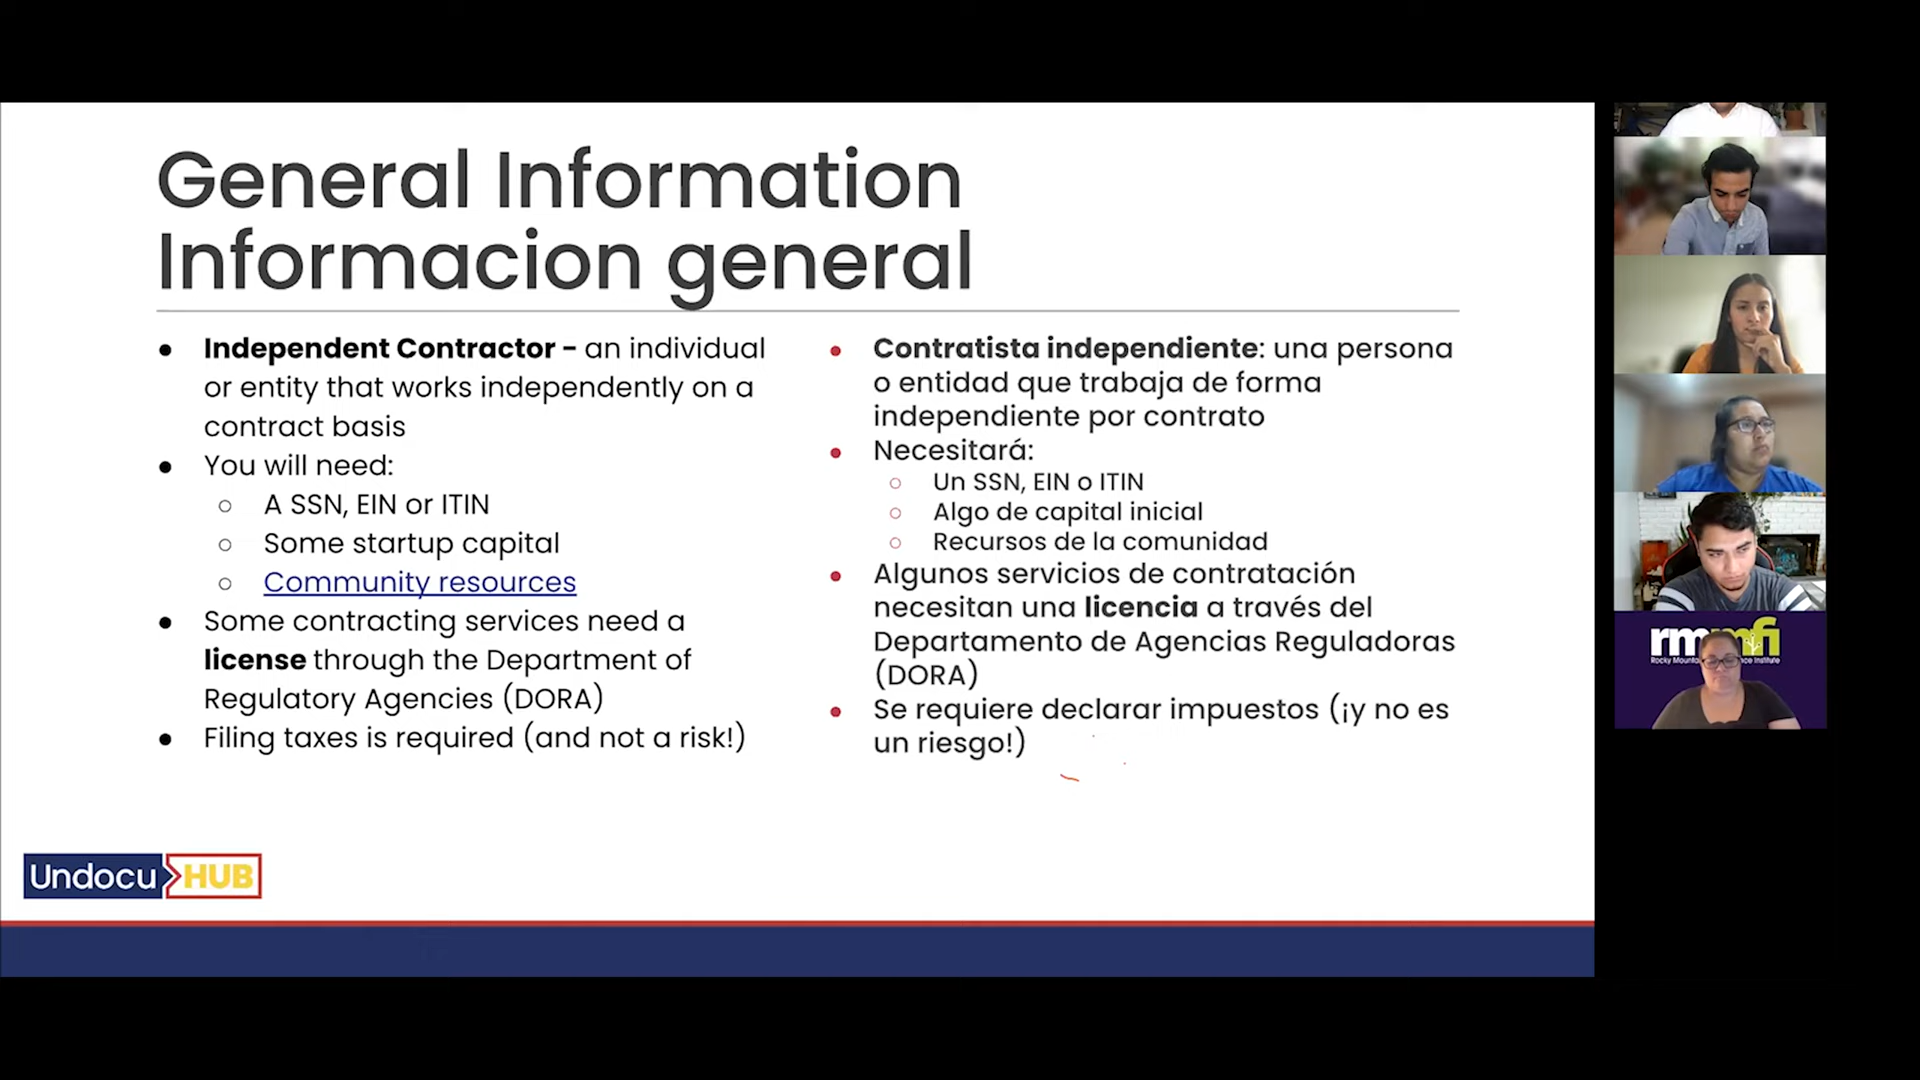 General Information
Informacion general
● Independent Contractor - an individual
or entity that works independently on a
contract basis
● You will need:
○ A SSN, EIN or ITIN
○ Some startup capital
○ Community resources
● Some contracting services need a
license through the Department of
Regulatory Agencies (DORA)
● Filing taxes is required (and not a risk!)
● Contratista independiente: una persona
o entidad que trabaja de forma
independiente por contrato
● Necesitará:
○ Un SSN, EIN o ITIN
○ Algo de capital inicial
○ Recursos de la comunidad
● Algunos servicios de contratación
necesitan una licencia a través del
Departamento de Agencias Reguladoras
(DORA)
● Se requiere declarar impuestos (¡y no es
un riesgo!)
Undocu HUB
Rocky Institute